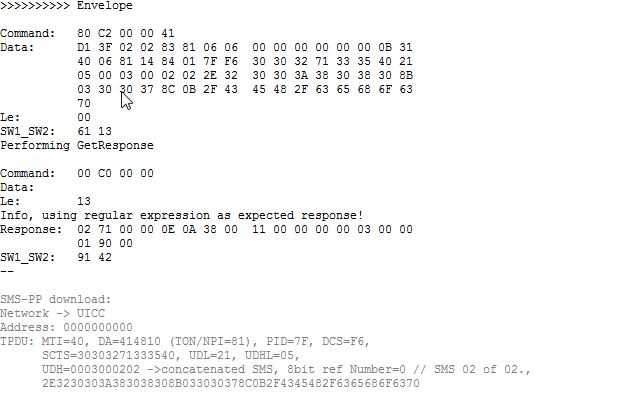 >>>>>>>>>> Envelope
Command: 80 C2 00 00 41
Data: D1 3F 02 02 83 81 06 06 00 00 00 00 00 00 0B 31
40 06 81 14 84 01 7F F6 30 30 32 71 33 35 40 21
05 00 03 00 02 02 2E 32 30 30 3A 38 30 38 30 8B
03 30 30 37 8C 0B 2F 43 45 48 2F 63 65 68 6F 63
70
Le: 00
SW1_SW2: 61 13
Performing GetResponse
Command: 00 C0 00 00
Data:
Le: 13
Info, using regular expression as expected response!
Response: 02 71 00 00 0E 0A 38 00 11 00 00 00 00 03 00 00
01 90 00
SW1_SW2: 91 42
--
SMS-PP download:
Network -> UICC
Address: 0000000000
TPDU: MTI=40, DA=414810 (TON/NPI=81), PID=7F, DCS=F6,
SCTS=30303271333540, UDL=21, UDHL=05,
UDH=0003000202 ->concatenated SMS, 8bit ref Number=0 // SMS 02 of 02.,
2E3230303A383038308B033030378C0B2F4345482F6365686F6370